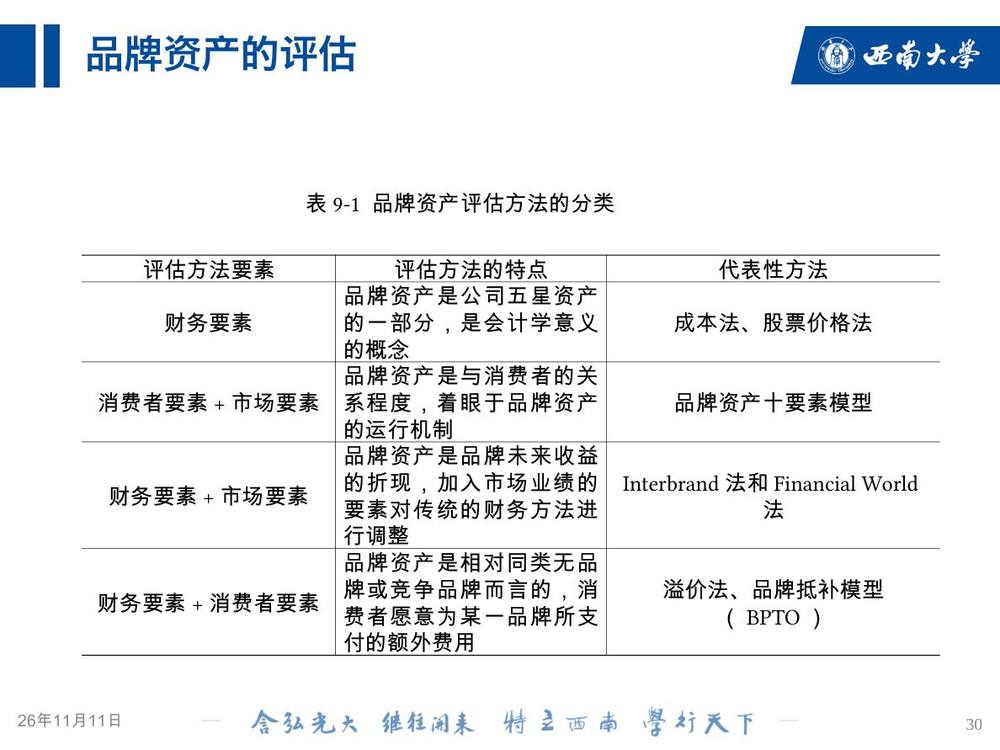 品牌资产的评估
西南大学
表 9-1 品牌资产评估方法的分类
评估方法要素
评估方法的特点
代表性方法
财务要素
品牌资产是公司五星资产
的一部分，是会计学意义
的概念
成本法、股票价格法
消费者要素 + 市场要素
品牌资产是与消费者的关
系程度，着眼于品牌资产
的运行机制
品牌资产十要素模型
财务要素 + 市场要素
品牌资产是品牌未来收益
的折现，加入市场业绩的
要素对传统的财务方法进
行调整
Interbrand 法和 Financial World
法
财务要素 + 消费者要素
品牌资产是相对同类无品
牌或竞争品牌而言的，消
费者愿意为某一品牌所支
付的额外费用
溢价法、品牌抵补模型
（ BPTO ）
26年11月11日
含弘光大 继往开来 特立西南 学行天下
30